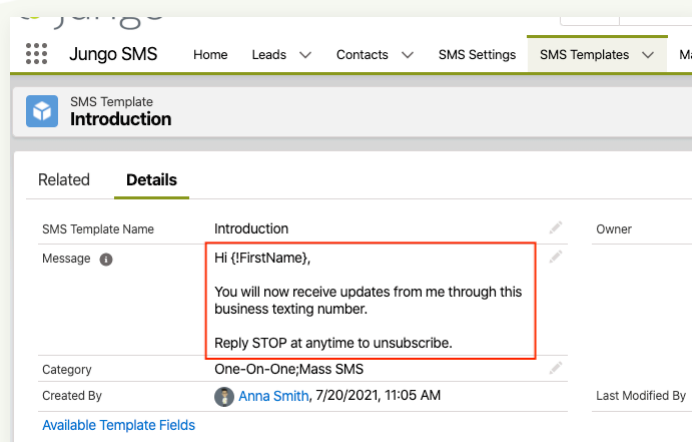 Jungo SMS
Home Leads Contacts SMS Settings SMS Templates
SMS Template
Introduction
Related Details
SMS Template Name Introduction Owner
Message Hi {!FirstName},
You will now receive updates from me through this
business texting number.
Reply STOP at anytime to unsubscribe.
Category One-On-One;Mass SMS
Created By Anna Smith, 7/20/2021, 11:05 AM Last Modified By
Available Template Fields